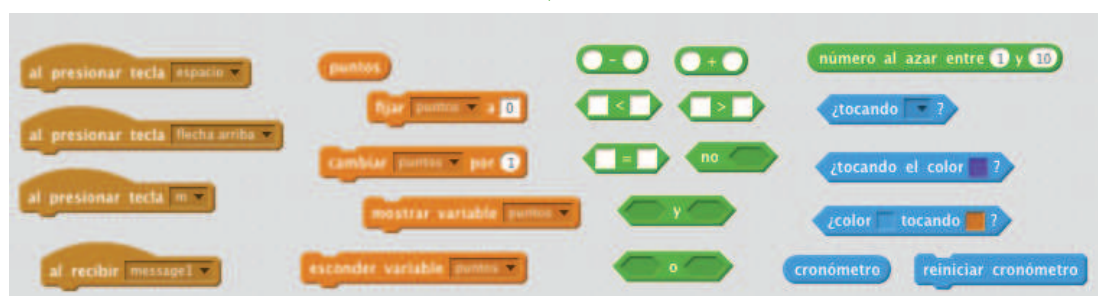 al presionar tecla espacio
al presionar tecla flecha arriba
al presionar tecla m
al recibir message1
puntos
fijar puntos a 0
cambiar puntos por 1
mostrar variable puntos
esconder variable puntos
-
+
<
>
=
no
y
o
número al azar entre 1 y 10
¿tocando ?
¿tocando el color ?
¿color tocando ?
cronómetro
reiniciar cronómetro